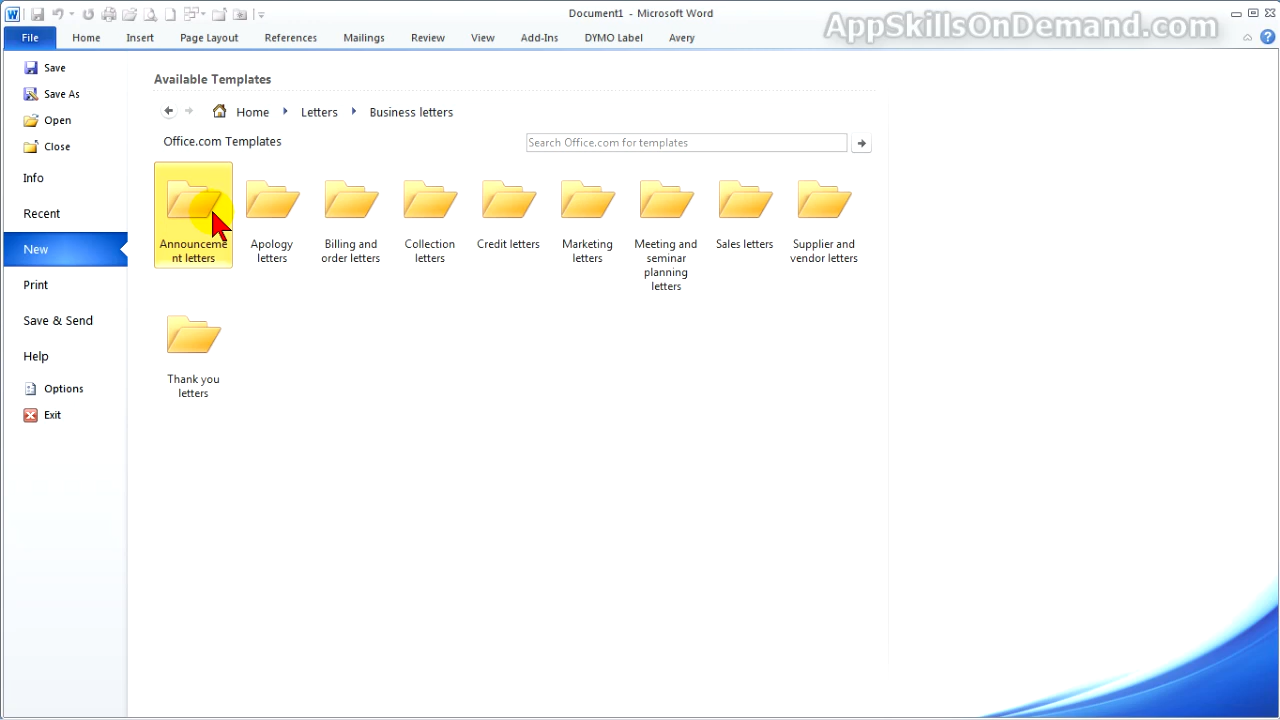 Document1 - Microsoft Word
AppSkillsOnDemand.com
File Home Insert Page Layout References Mailings Review View Add-Ins DYMO Label Avery
Save
Save As
Open
Close
Info
Recent
New
Print
Save & Send
Help
Options
Exit
Available Templates
Home Letters Business letters
Office.com Templates
Search Office.com for templates
Announceme
nt letters
Apology
letters
Billing and
order letters
Collection
letters
Credit letters
Marketing
letters
Meeting and
seminar
planning
letters
Sales letters
Supplier and
vendor letters
Thank you
letters